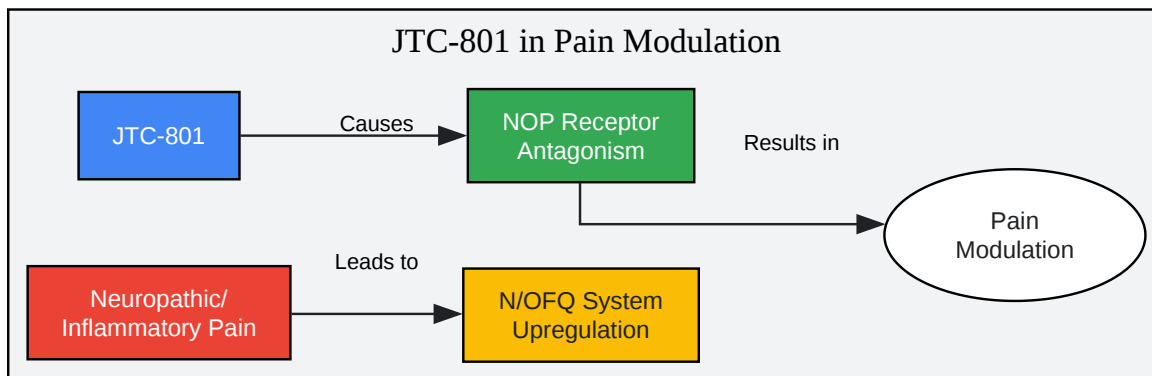 JTC-801 in Pain Modulation
JTC-801
Causes
NOP Receptor
Antagonism
Results in
Pain
Modulation
Neuropathic/
Inflammatory Pain
Leads to
N/OFQ System
Upregulation